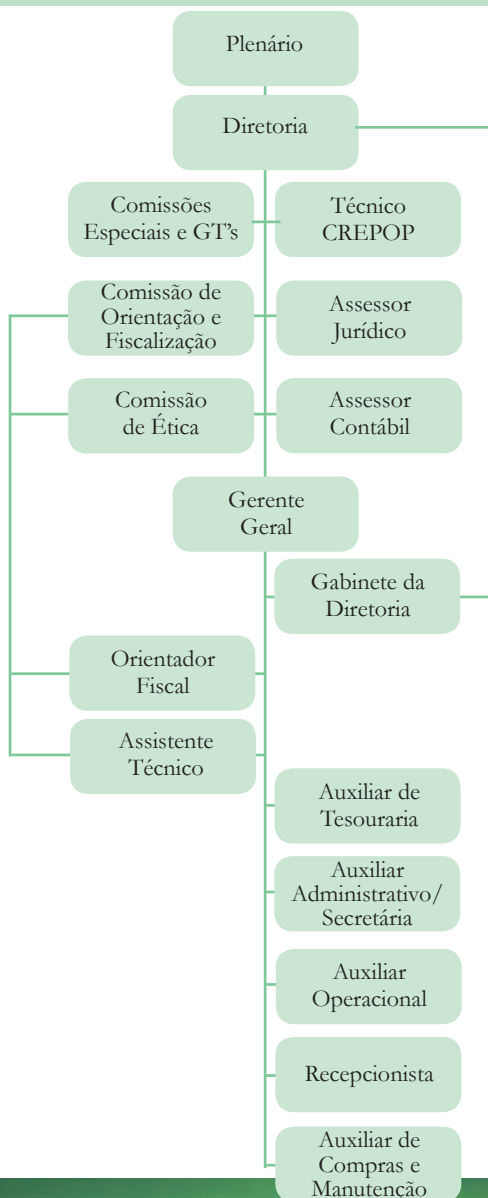 Plenário
Diretoria
Comissões
Especiais e GT's
Técnico
CREPOP
Comissão de
Orientação e
Fiscalização
Assessor
Jurídico
Comissão
de Ética
Assessor
Contábil
Gerente
Geral
Gabinete da
Diretoria
Orientador
Fiscal
Assistente
Técnico
Auxiliar de
Tesouraria
Auxiliar
Administrativo/
Secretária
Auxiliar
Operacional
Recepcionista
Auxiliar de
Compras e
Manutenção